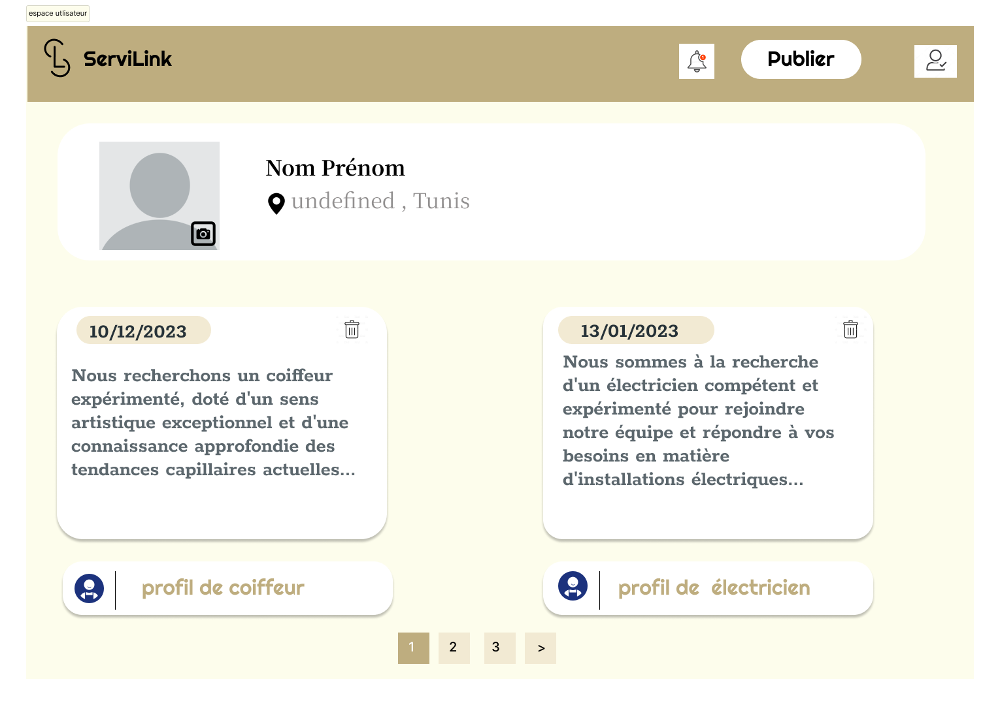 espace utlisateur
ServiLink
1
Publier
Nom Prénom
undefined , Tunis
10/12/2023
Nous recherchons un coiffeur
expérimenté, doté d'un sens
artistique exceptionnel et d'une
connaissance approfondie des
tendances capillaires actuelles...
13/01/2023
Nous sommes à la recherche
d'un électricien compétent et
expérimenté pour rejoindre
notre équipe et répondre à vos
besoins en matière
d'installations électriques...
profil de coiffeur
profil de  électricien
1 2 3 >